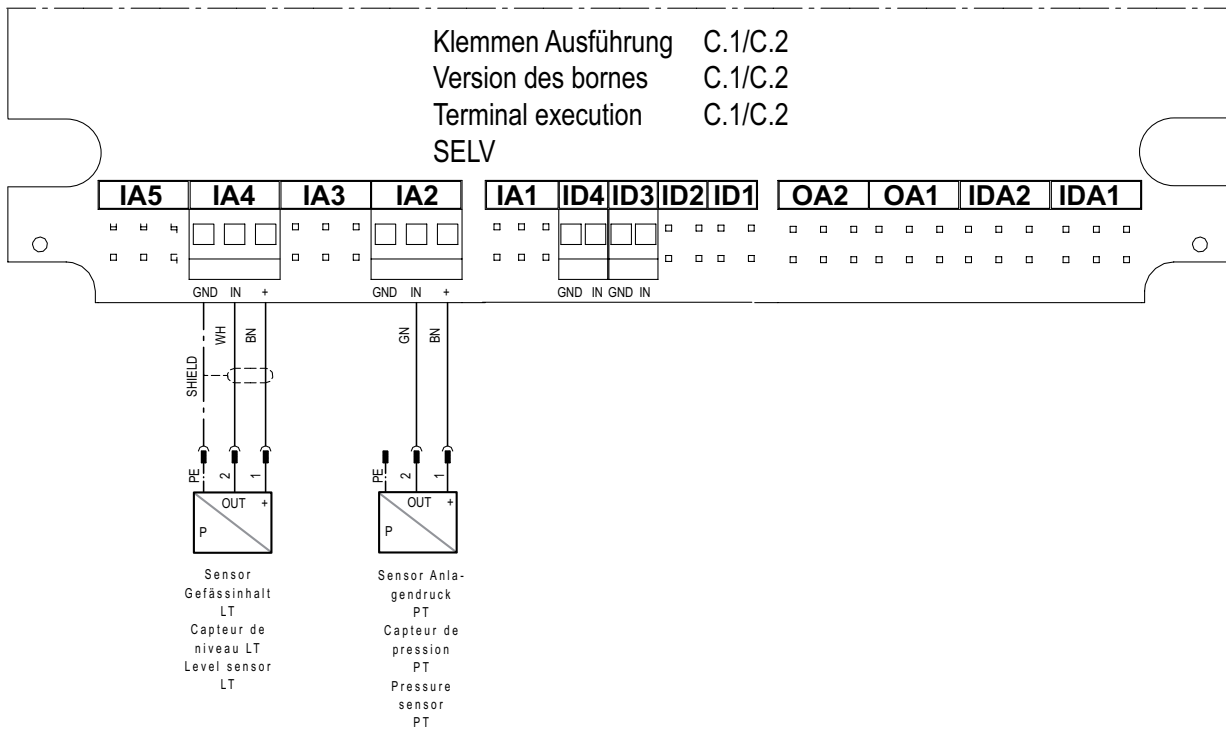 Klemmen Ausführung C.1/C.2
Version des bornes C.1/C.2
Terminal execution C.1/C.2
SELV
IA5 IA4 IA3 IA2 IA1 ID4 ID3 ID2 ID1 OA2 OA1 IDA2 IDA1
GND IN + GND IN + GND IN GND IN
SHIELD WH BN GN BN
PE 2 1 PE 2 1
OUT + OUT +
P P
Sensor
Gefässinhalt
LT
Capteur de
niveau LT
Level sensor
LT
Sensor Anla-
gendruck
PT
Capteur de
pression
PT
Pressure
sensor
PT